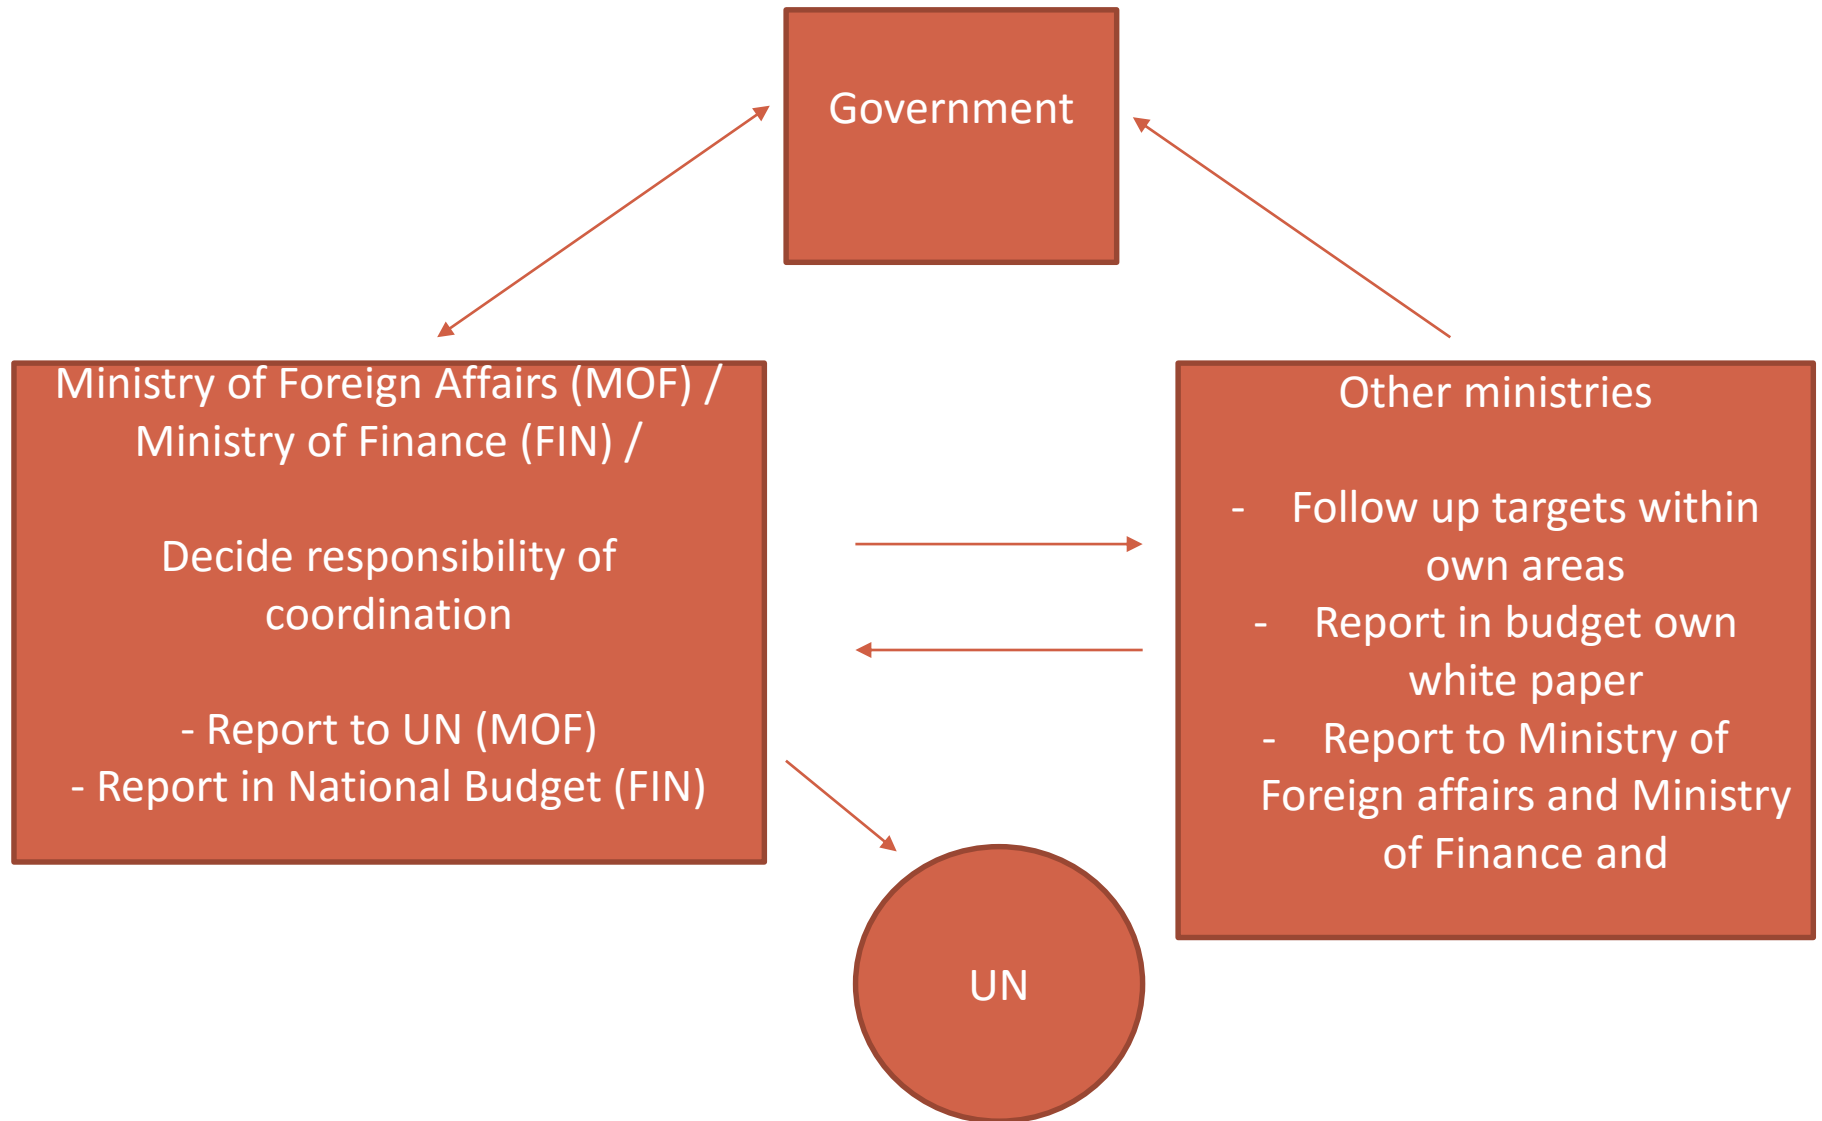 Government
Ministry of Foreign Affairs (MOF) /
Ministry of Finance (FIN) /
Decide responsibility of
coordination
- Report to UN (MOF)
- Report in National Budget (FIN)
Other ministries
- Follow up targets within
own areas
- Report in budget own
white paper
- Report to Ministry of
Foreign affairs and Ministry
of Finance and
UN